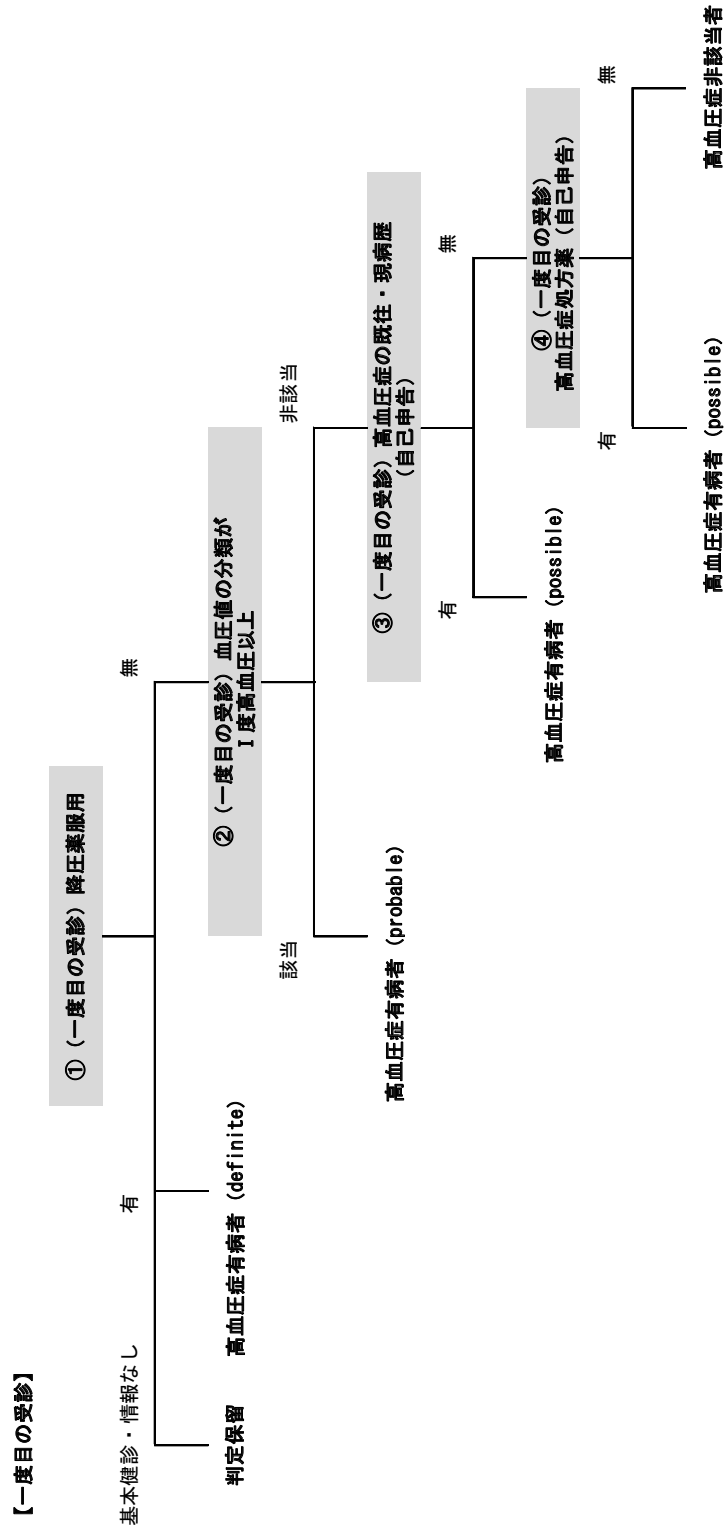 【一度目の受診】
①（一度目の受診）降圧薬服用
基本健診・情報なし
有
無
判定保留
高血圧症有病者（definite）
②（一度目の受診）血圧値の分類が
Ⅰ度高血圧以上
該当
非該当
高血圧症有病者（probable）
③（一度目の受診）高血圧症の既往・現病歴
（自己申告）
有
無
高血圧症有病者（possible）
④（一度目の受診）
高血圧症処方薬（自己申告）
有
無
高血圧症有病者（possible）
高血圧症非該当者